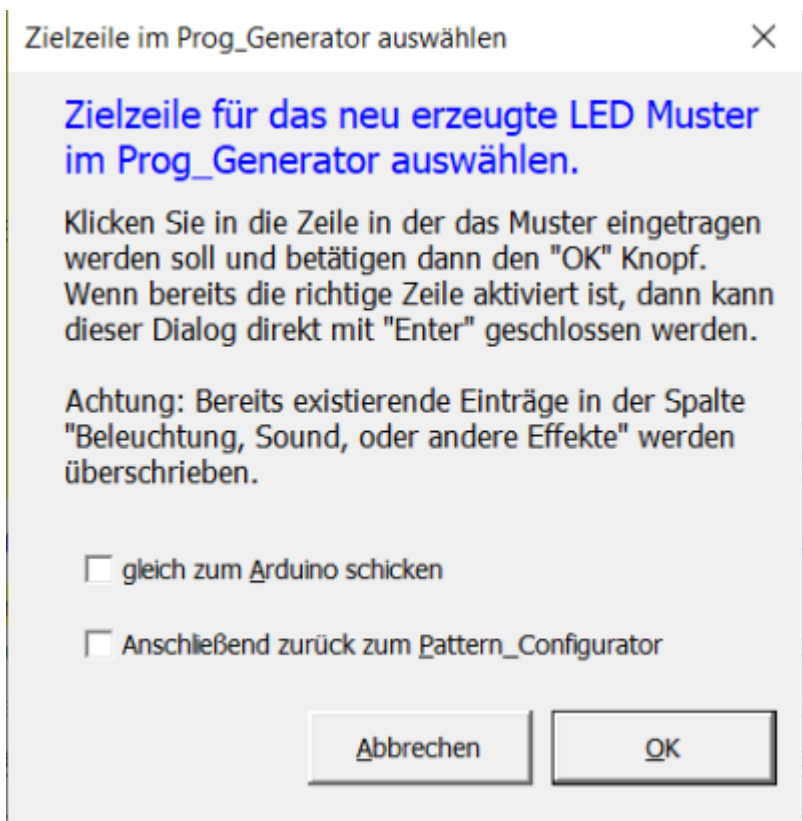 Zielzeile im Prog_Generator auswählen
Zielzeile für das neu erzeugte LED Muster
im Prog_Generator auswählen.
Klicken Sie in die Zeile in der das Muster eingetragen
werden soll und betätigen dann den "OK" Knopf.
Wenn bereits die richtige Zeile aktiviert ist, dann kann
dieser Dialog direkt mit "Enter" geschlossen werden.
Achtung: Bereits existierende Einträge in der Spalte
"Beleuchtung, Sound, oder andere Effekte" werden
überschrieben.
gleich zum Arduino schicken
Anschließend zurück zum Pattern_Configurator
Abbrechen
OK